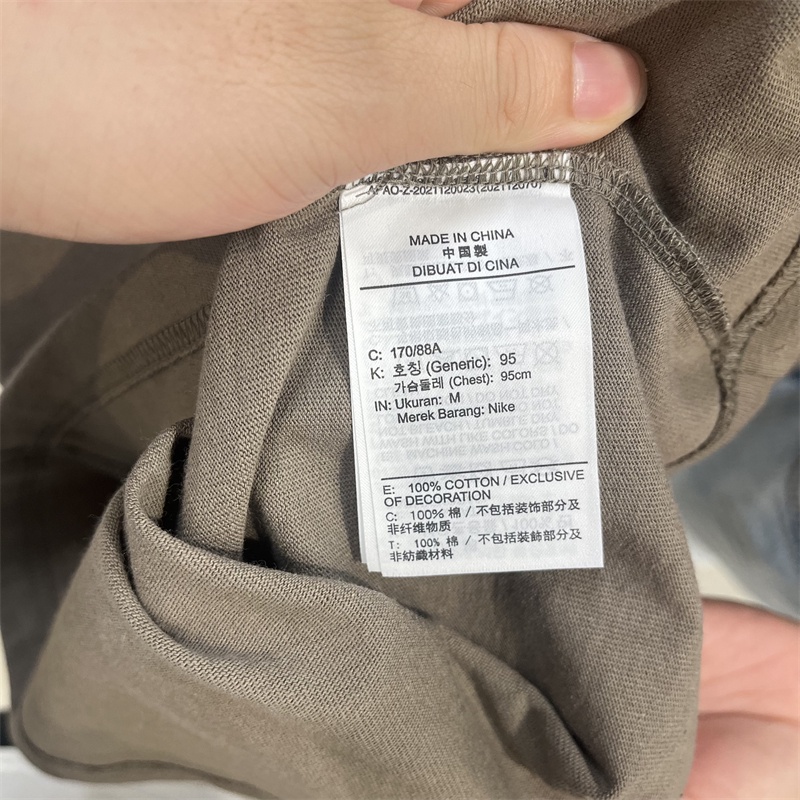 AFAO-Z-2021120023(202112070)
MADE IN CHINA
中国製
DIBUAT DI CINA
C: 170/88A
K: 호칭 (Generic): 95
가슴둘레 (Chest): 95cm
IN: Ukuran: M
Merek Barang: Nike
E: 100% COTTON / EXCLUSIVE
OF DECORATION
C: 100% 棉 / 不包括装饰部分及
非纤维物质
T: 100% 棉 / 不包括裝飾部分及
非紡織材料